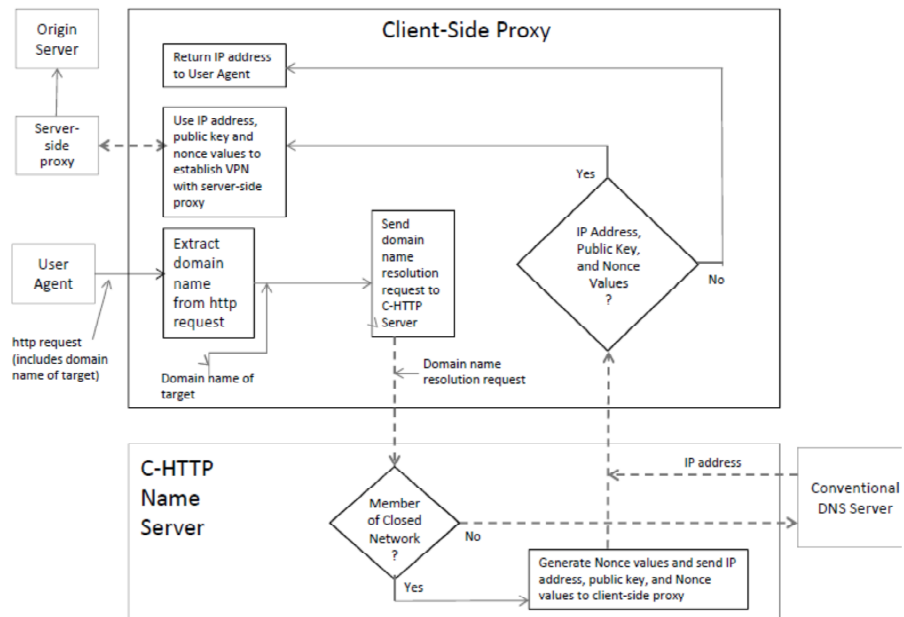 Client-Side Proxy
Origin
Server
Return IP address
to User Agent
Server-
side
proxy
Use IP address,
public key and
nonce values to
establish VPN
with server-side
proxy
Yes
User
Agent
Extract
domain
name
from http
request
Send
domain
name
resolution
request to
C-HTTP
Server
IP Address,
Public Key,
and Nonce
Values
?
No
http request
(includes domain
name of target)
Domain name of
target
Domain name
resolution request
C-HTTP
Name
Server
IP address
Conventional
DNS Server
Member
of Closed
Network
?
No
Yes
Generate Nonce values and send IP
address, public key, and Nonce
values to client-side proxy